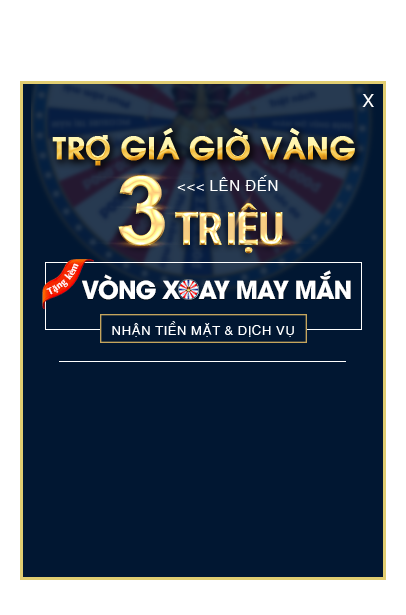 X
TRỢ GIÁ GIỜ VÀNG
<<< LÊN ĐẾN
3 TRIỆU
Tặng kèm
VÒNG XOAY MAY MẮN
NHẬN TIỀN MẶT & DỊCH VỤ